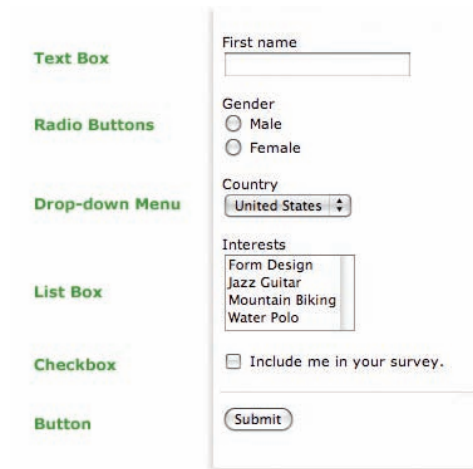 First name
Text Box
Gender
Radio Buttons
Male
Female
Country
Drop-down Menu
United States
Interests
Form Design
Jazz Guitar
List Box
Mountain Biking
Water Polo
Checkbox
Include me in your survey.
Button
Submit